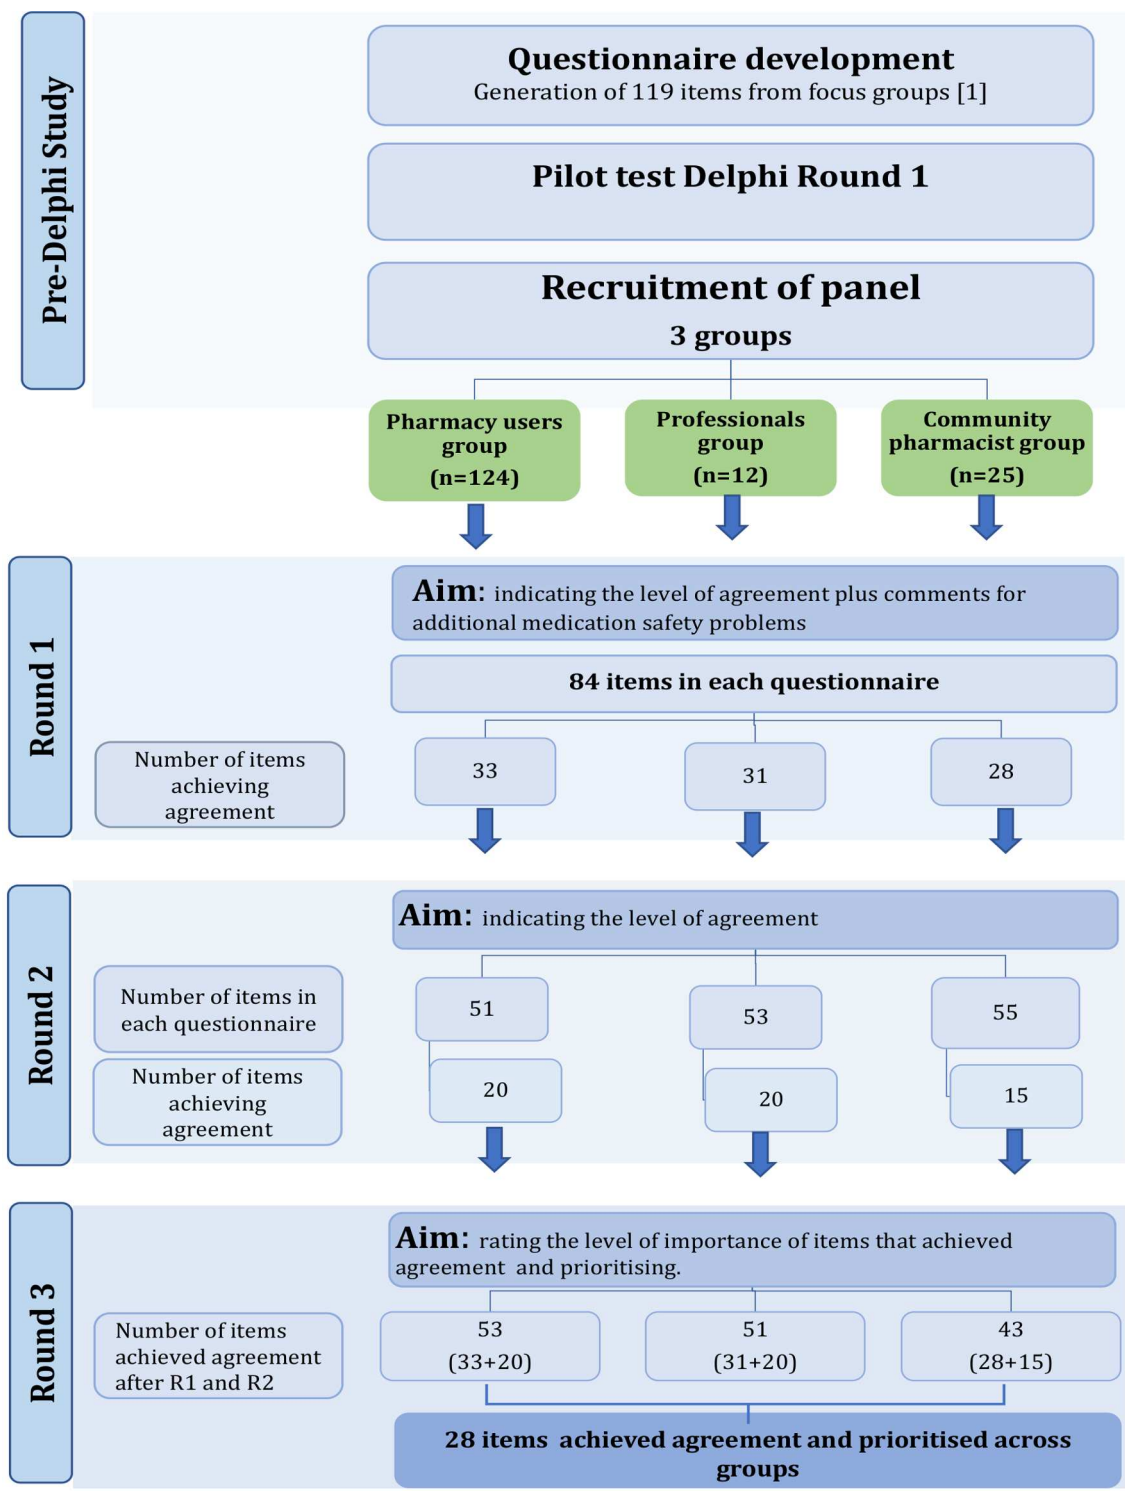 Pre-Delphi Study
Questionnaire development
Generation of 119 items from focus groups [1]
Pilot test Delphi Round 1
Recruitment of panel
3 groups
Pharmacy users
group
(n=124)
Professionals
group
(n=12)
Community
pharmacist group
(n=25)
Round 1
Aim: indicating the level of agreement plus comments for
additional medication safety problems
84 items in each questionnaire
Number of items
achieving
agreement
33
31
28
Round 2
Aim: indicating the level of agreement
Number of items in
each questionnaire
51
53
55
Number of items
achieving
agreement
20
20
15
Round 3
Aim: rating the level of importance of items that achieved
agreement and prioritising.
Number of items
achieved agreement
after R1 and R2
53
(33+20)
51
(31+20)
43
(28+15)
28 items achieved agreement and prioritised across
groups